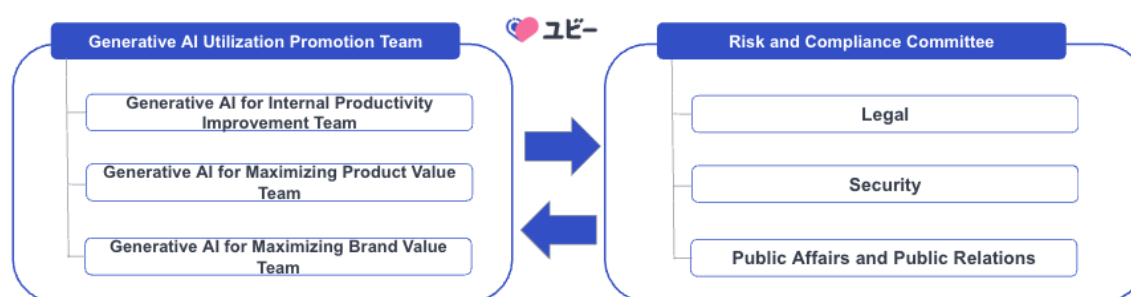 Generative AI Utilization Promotion Team
Generative AI for Internal Productivity
Improvement Team
Generative AI for Maximizing Product Value
Team
Generative AI for Maximizing Brand Value
Team
ユビー
Risk and Compliance Committee
Legal
Security
Public Affairs and Public Relations